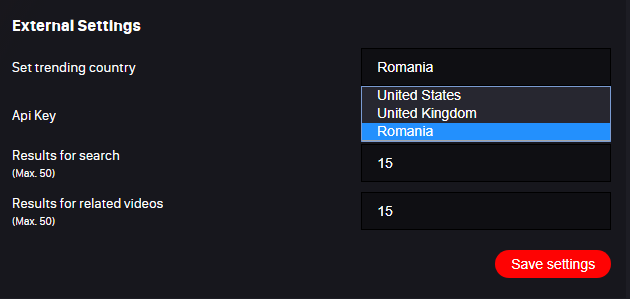 External Settings
Set trending country
Romania
United States
United Kingdom
Romania
Api Key
Results for search
(Max. 50)
15
Results for related videos
(Max. 50)
15
Save settings